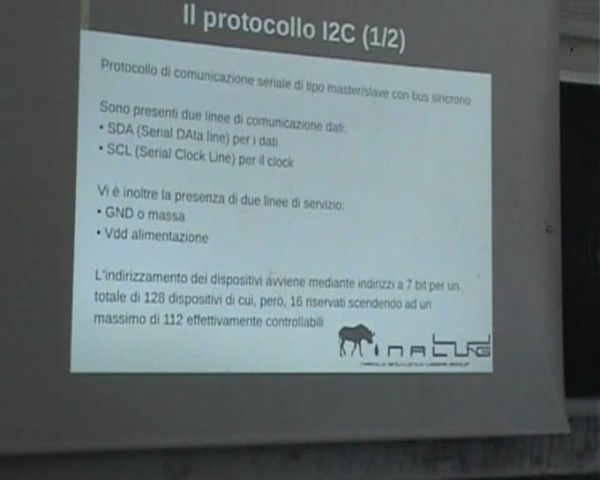 Il protocollo I2C (1/2)
Protocollo di comunicazione seriale di tipo master/slave con bus sincrono
Sono presenti due linee di comunicazione dati:
• SDA (Serial DAta line) per i dati
• SCL (Serial Clock Line) per il clock
Vi è inoltre la presenza di due linee di servizio:
• GND o massa
• Vdd alimentazione
L'indirizzamento dei dispositivi avviene mediante indirizzi a 7 bit per un
totale di 128 dispositivi di cui, però, 16 riservati scendendo ad un
massimo di 112 effettivamente controllabili